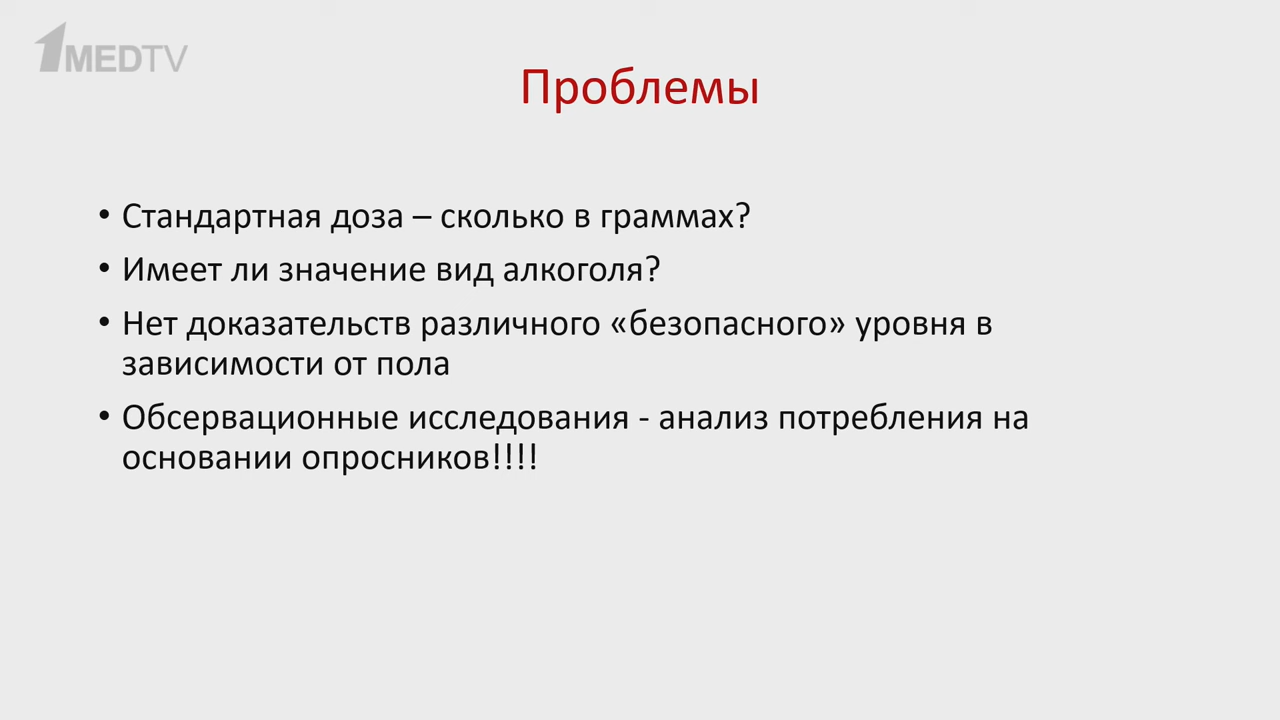 1MEDTV
Проблемы
• Стандартная доза – сколько в граммах?
• Имеет ли значение вид алкоголя?
• Нет доказательств различного «безопасного» уровня в
зависимости от пола
• Обсервационные исследования - анализ потребления на
основании опросников!!!!